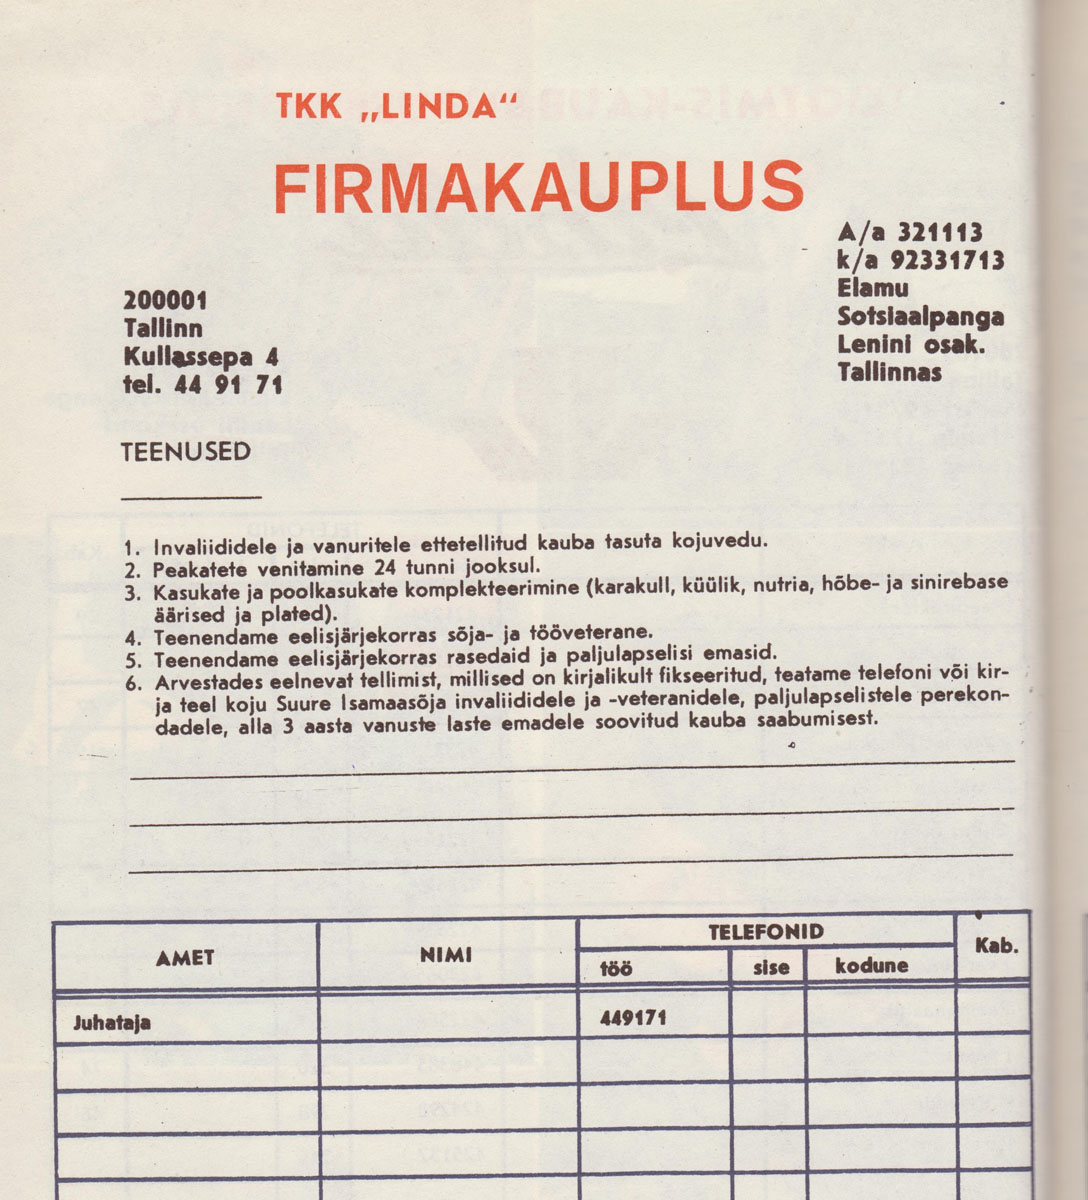 TKK „LINDA“
FIRMAKAUPLUS
A/a 321113
k/a 92331713
Elamu
Sotsiaalpanga
Lenini osak.
Tallinnas
200001
Tallinn
Kullassepa 4
tel. 44 91 71
TEENUSED
1. Invaliididele ja vanuritele ettetellitud kauba tasuta kojuvedu.
2. Peakatete venitamine 24 tunni jooksul.
3. Kasukate ja poolkasukate komplekteerimine (karakull, küülik, nutria, hõbe- ja sinirebase
äärised ja plated).
4. Teenendame eelisjärjekorras sõja- ja tööveterane.
5. Teenendame eelisjärjekorras rasedaid ja paljulapselisi emasid.
6. Arvestades eelnevat tellimist, millised on kirjalikult fikseeritud, teatame telefoni või kir-
ja teel koju Suure Isamaasõja invaliididele ja -veteranidele, paljulapselistele perekon-
dadele, alla 3 aasta vanuste laste emadele soovitud kauba saabumisest.
AMET NIMI TELEFONID Kab.
töö sise kodune
Juhataja 449171